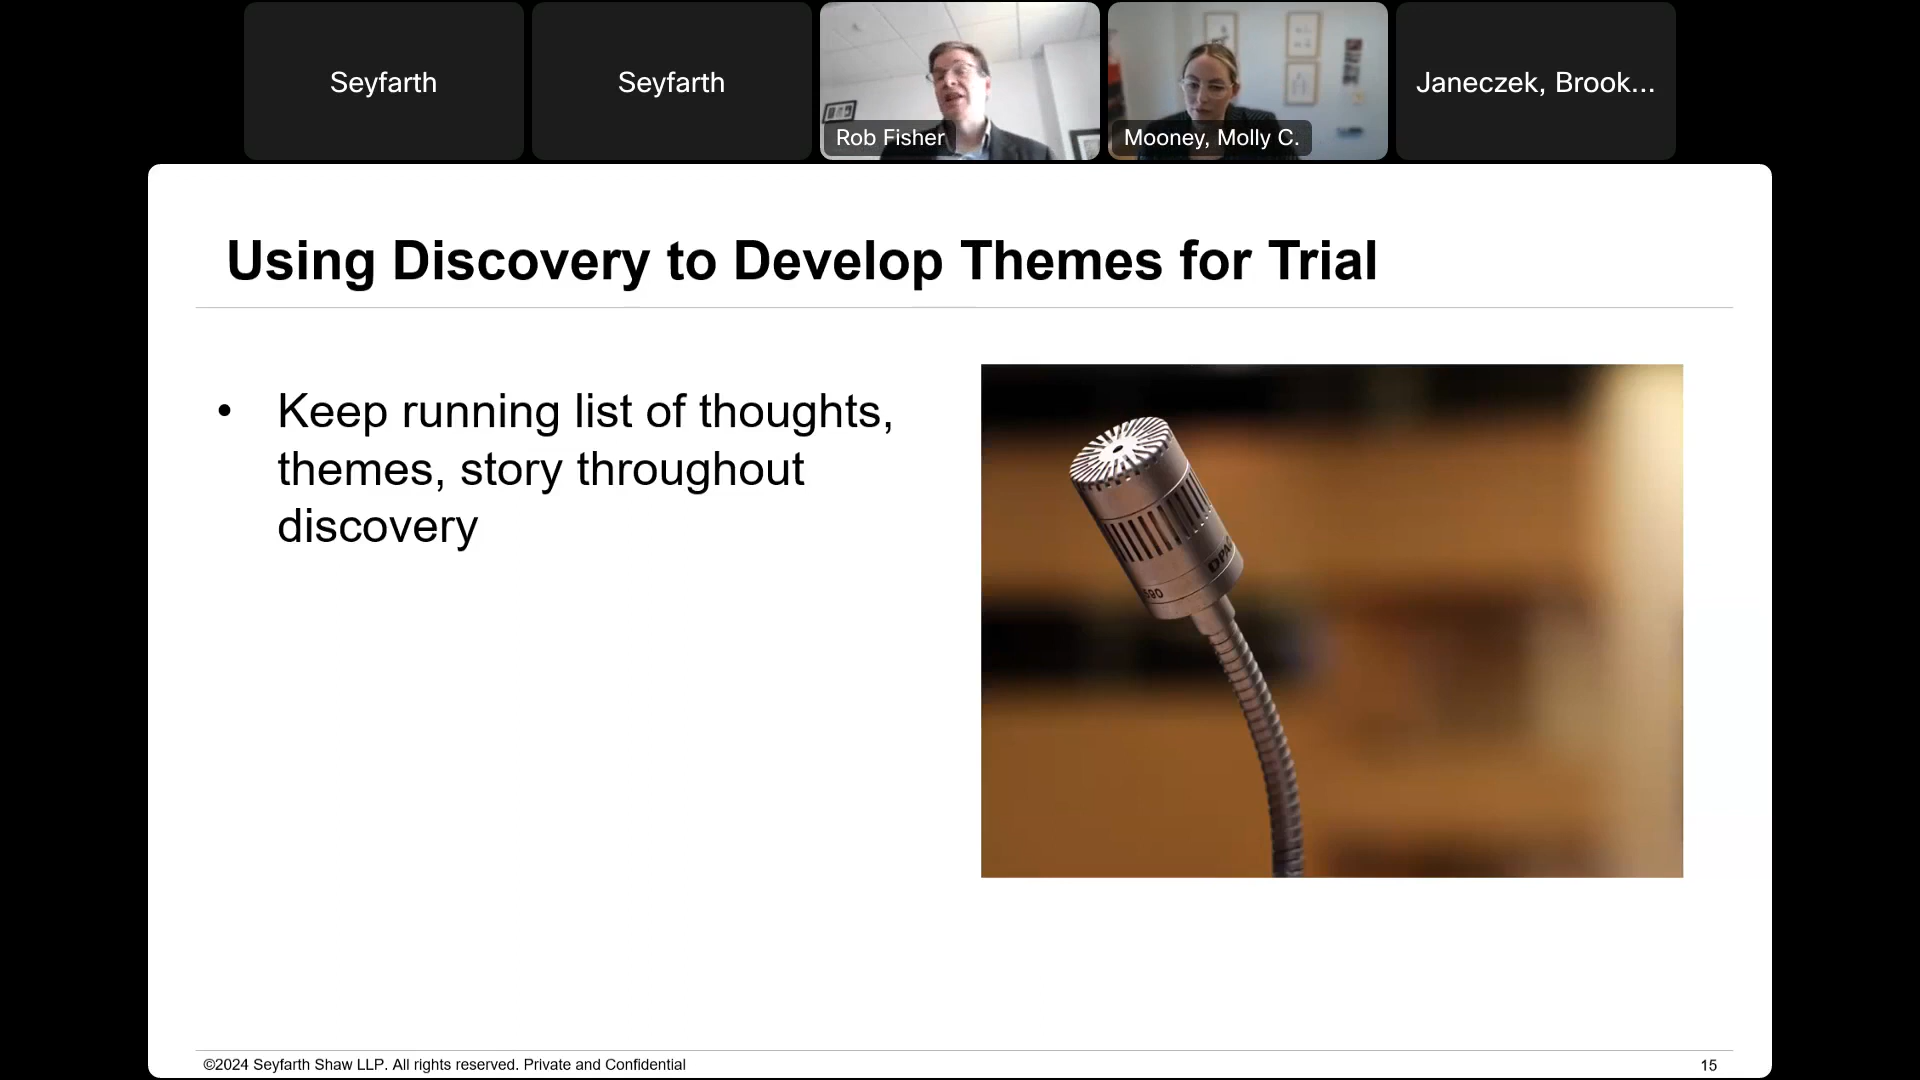 Seyfarth
Seyfarth
Rob Fisher
Mooney, Molly C.
Janeczek, Brook...
Using Discovery to Develop Themes for Trial
• Keep running list of thoughts,
themes, story throughout
discovery
DPA
©2024 Seyfarth Shaw LLP. All rights reserved. Private and Confidential
15